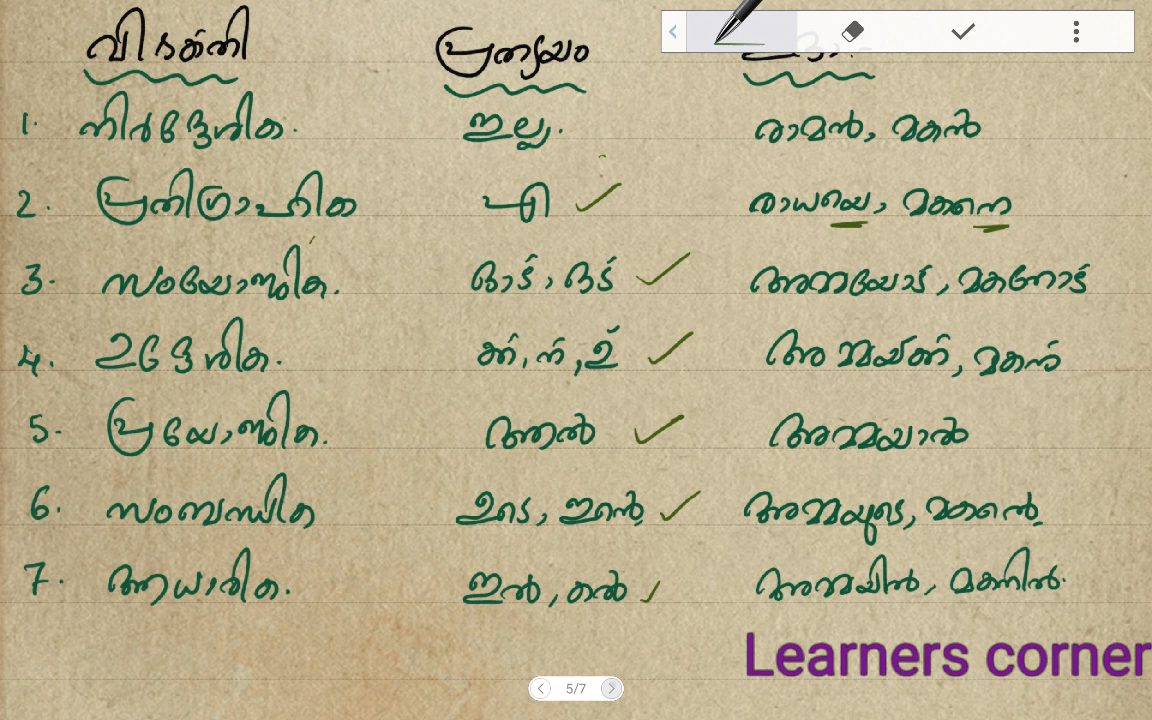 വിഭക്തി പ്രത്യയം
1. നിർദ്ദേശിക. ഇല്ല. രാമൻ, മകൻ
2. പ്രതിഗ്രാഹിക എ രാധയെ, മകനെ
3. സംയോജിക. ഓട്, ഒട് അമ്മയോട്, മകനോട്
4. ഉദ്ദേശിക. ക്ക്, ന്, ഉ് അമ്മയ്ക്ക്, മകന്
5. പ്രയോജിക. ആൽ അമ്മയാൽ
6. സംബന്ധിക ഉടെ, ഇൻ്റെ അമ്മയുടെ, മകൻ്റെ
7. ആധാരിക. ഇൽ, കൽ അമ്മയിൽ, മകനിൽ.
Learners corner
5/7